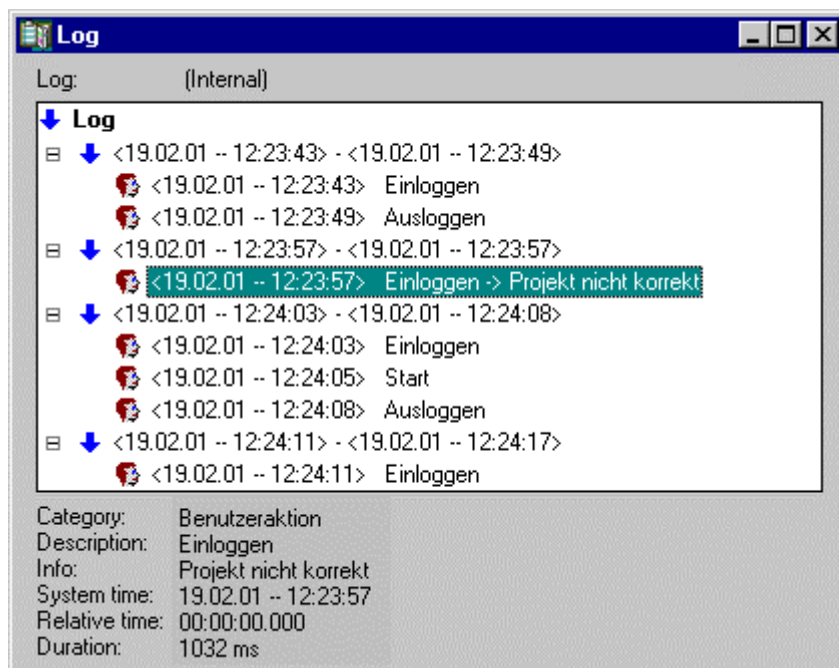 Log
Log: (Internal)
Log
<19.02.01 -- 12:23:43> - <19.02.01 -- 12:23:49>
<19.02.01 -- 12:23:43> Einloggen
<19.02.01 -- 12:23:49> Ausloggen
<19.02.01 -- 12:23:57> - <19.02.01 -- 12:23:57>
<19.02.01 -- 12:23:57> Einloggen -> Projekt nicht korrekt
<19.02.01 -- 12:24:03> - <19.02.01 -- 12:24:08>
<19.02.01 -- 12:24:03> Einloggen
<19.02.01 -- 12:24:05> Start
<19.02.01 -- 12:24:08> Ausloggen
<19.02.01 -- 12:24:11> - <19.02.01 -- 12:24:17>
<19.02.01 -- 12:24:11> Einloggen
Category: Benutzeraktion
Description: Einloggen
Info: Projekt nicht korrekt
System time: 19.02.01 -- 12:23:57
Relative time: 00:00:00.000
Duration: 1032 ms